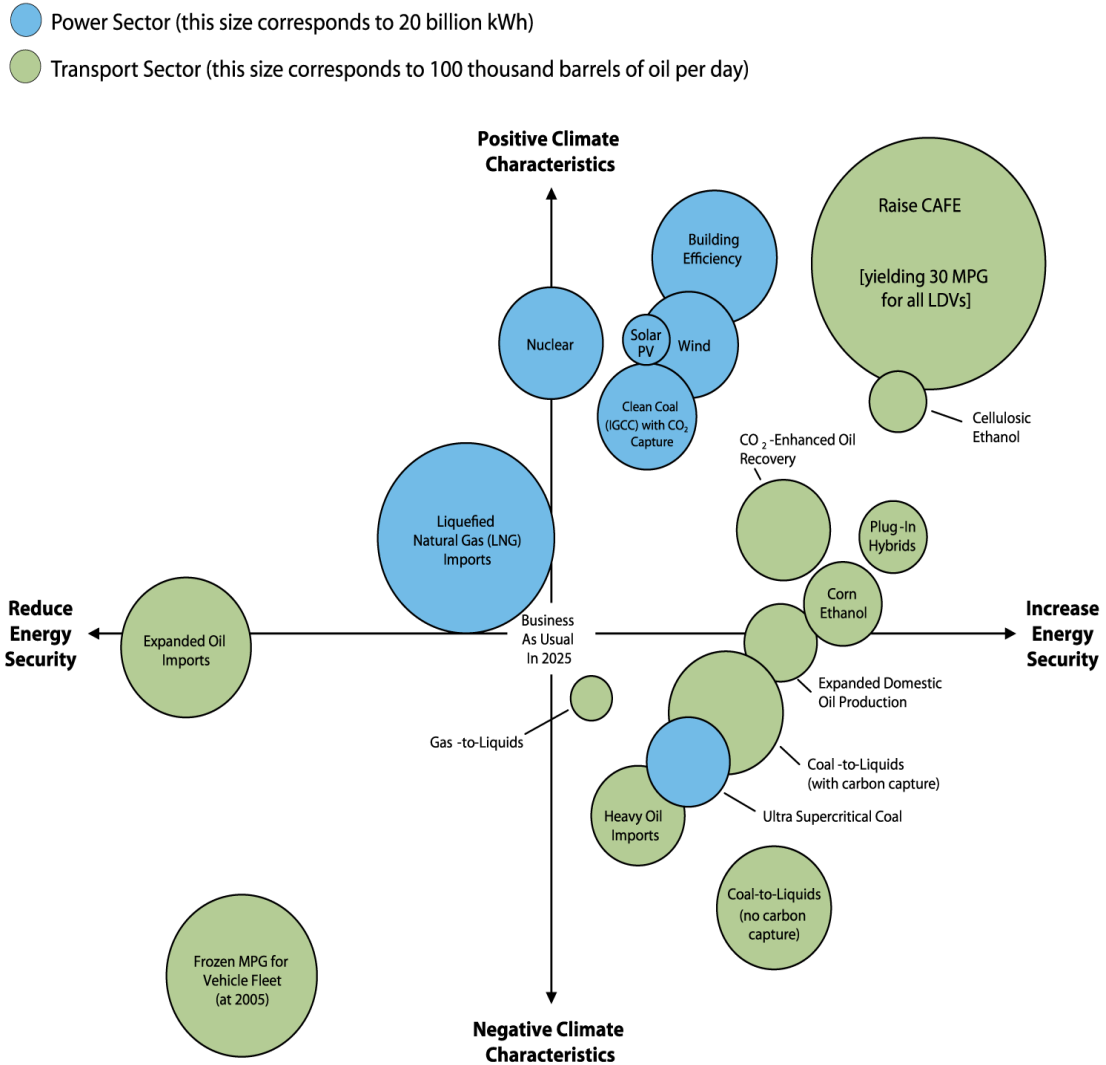 Power Sector (this size corresponds to 20 billion kWh)
Transport Sector (this size corresponds to 100 thousand barrels of oil per day)
Positive Climate
Characteristics
Raise CAFE
[yielding 30 MPG
for all LDVs]
Building
Efficiency
Nuclear
Solar
PV
Wind
Clean Coal
(IGCC) with CO₂
Capture
Cellosic
Ethanol
CO ₂ -Enhanced Oil
Recovery
Liquefied
Natural Gas (LNG)
Imports
Plug-In
Hybrids
Corn
Ethanol
Reduce
Energy
Security
Expanded Oil
Imports
Business
As Usual
In 2025
Increase
Energy
Security
Expanded Domestic
Oil Production
Gas -to-Liquids
Coal -to-Liquids
(with carbon capture)
Ultra Supercritical Coal
Heavy Oil
Imports
Coal-to-Liquids
(no carbon
capture)
Frozen MPG for
Vehicle Fleet
(at 2005)
Negative Climate
Characteristics